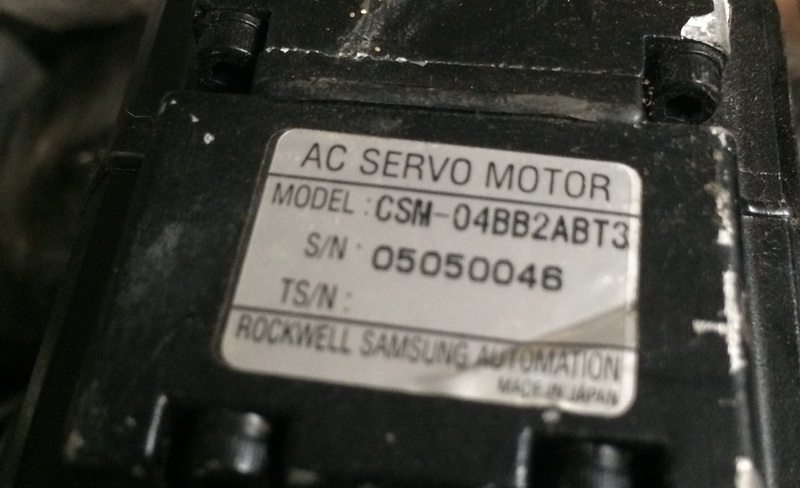 AC SERVO MOTOR
MODEL : CSM-04BB2ABT3
S/N : 05050046
TS/N :
ROCKWELL SAMSUNG AUTOMATION
MADE IN JAPAN